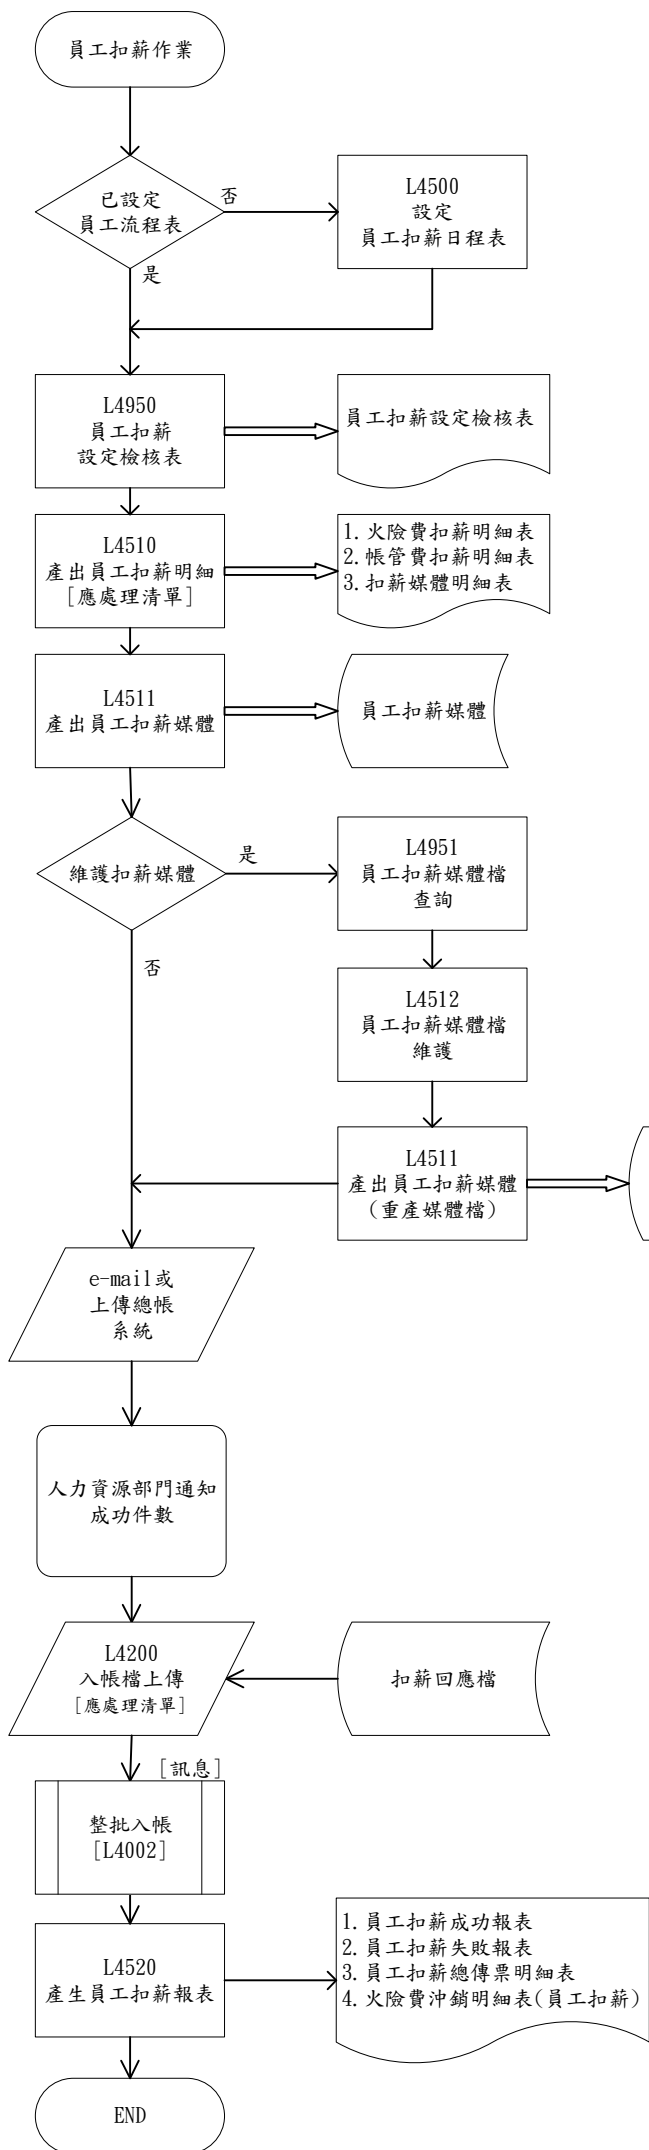 員工扣薪作業
已設定
員工流程表
否
是
L4500
設定
員工扣薪日程表
L4950
員工扣薪
設定檢核表
員工扣薪設定檢核表
L4510
產出員工扣薪明細
[應處理清單]
1.火險費扣薪明細表
2.帳管費扣薪明細表
3.扣薪媒體明細表
L4511
產出員工扣薪媒體
員工扣薪媒體
維護扣薪媒體
是
否
L4951
員工扣薪媒體檔
查詢
L4512
員工扣薪媒體檔
維護
L4511
產出員工扣薪媒體
(重產媒體檔)
e-mail或
上傳總帳
系統
人力資源部門通知
成功件數
L4200
入帳檔上傳
[應處理清單]
扣薪回應檔
[訊息]
整批入帳
[L4002]
L4520
產生員工扣薪報表
1.員工扣薪成功報表
2.員工扣薪失敗報表
3.員工扣薪總傳票明細表
4.火險費沖銷明細表(員工扣薪)
END